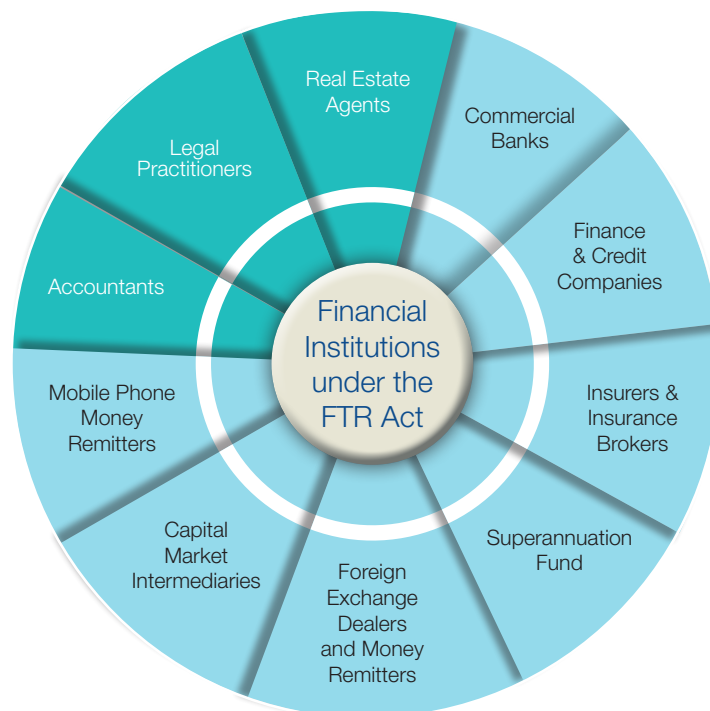 Financial
Institutions
under the
FTR Act
Real Estate
Agents
Commercial
Banks
Finance
& Credit
Companies
Insurers &
Insurance
Brokers
Superannuation
Fund
Foreign
Exchange
Dealers
and Money
Remitters
Capital
Market
Intermediaries
Mobile Phone
Money
Remitters
Accountants
Legal
Practitioners